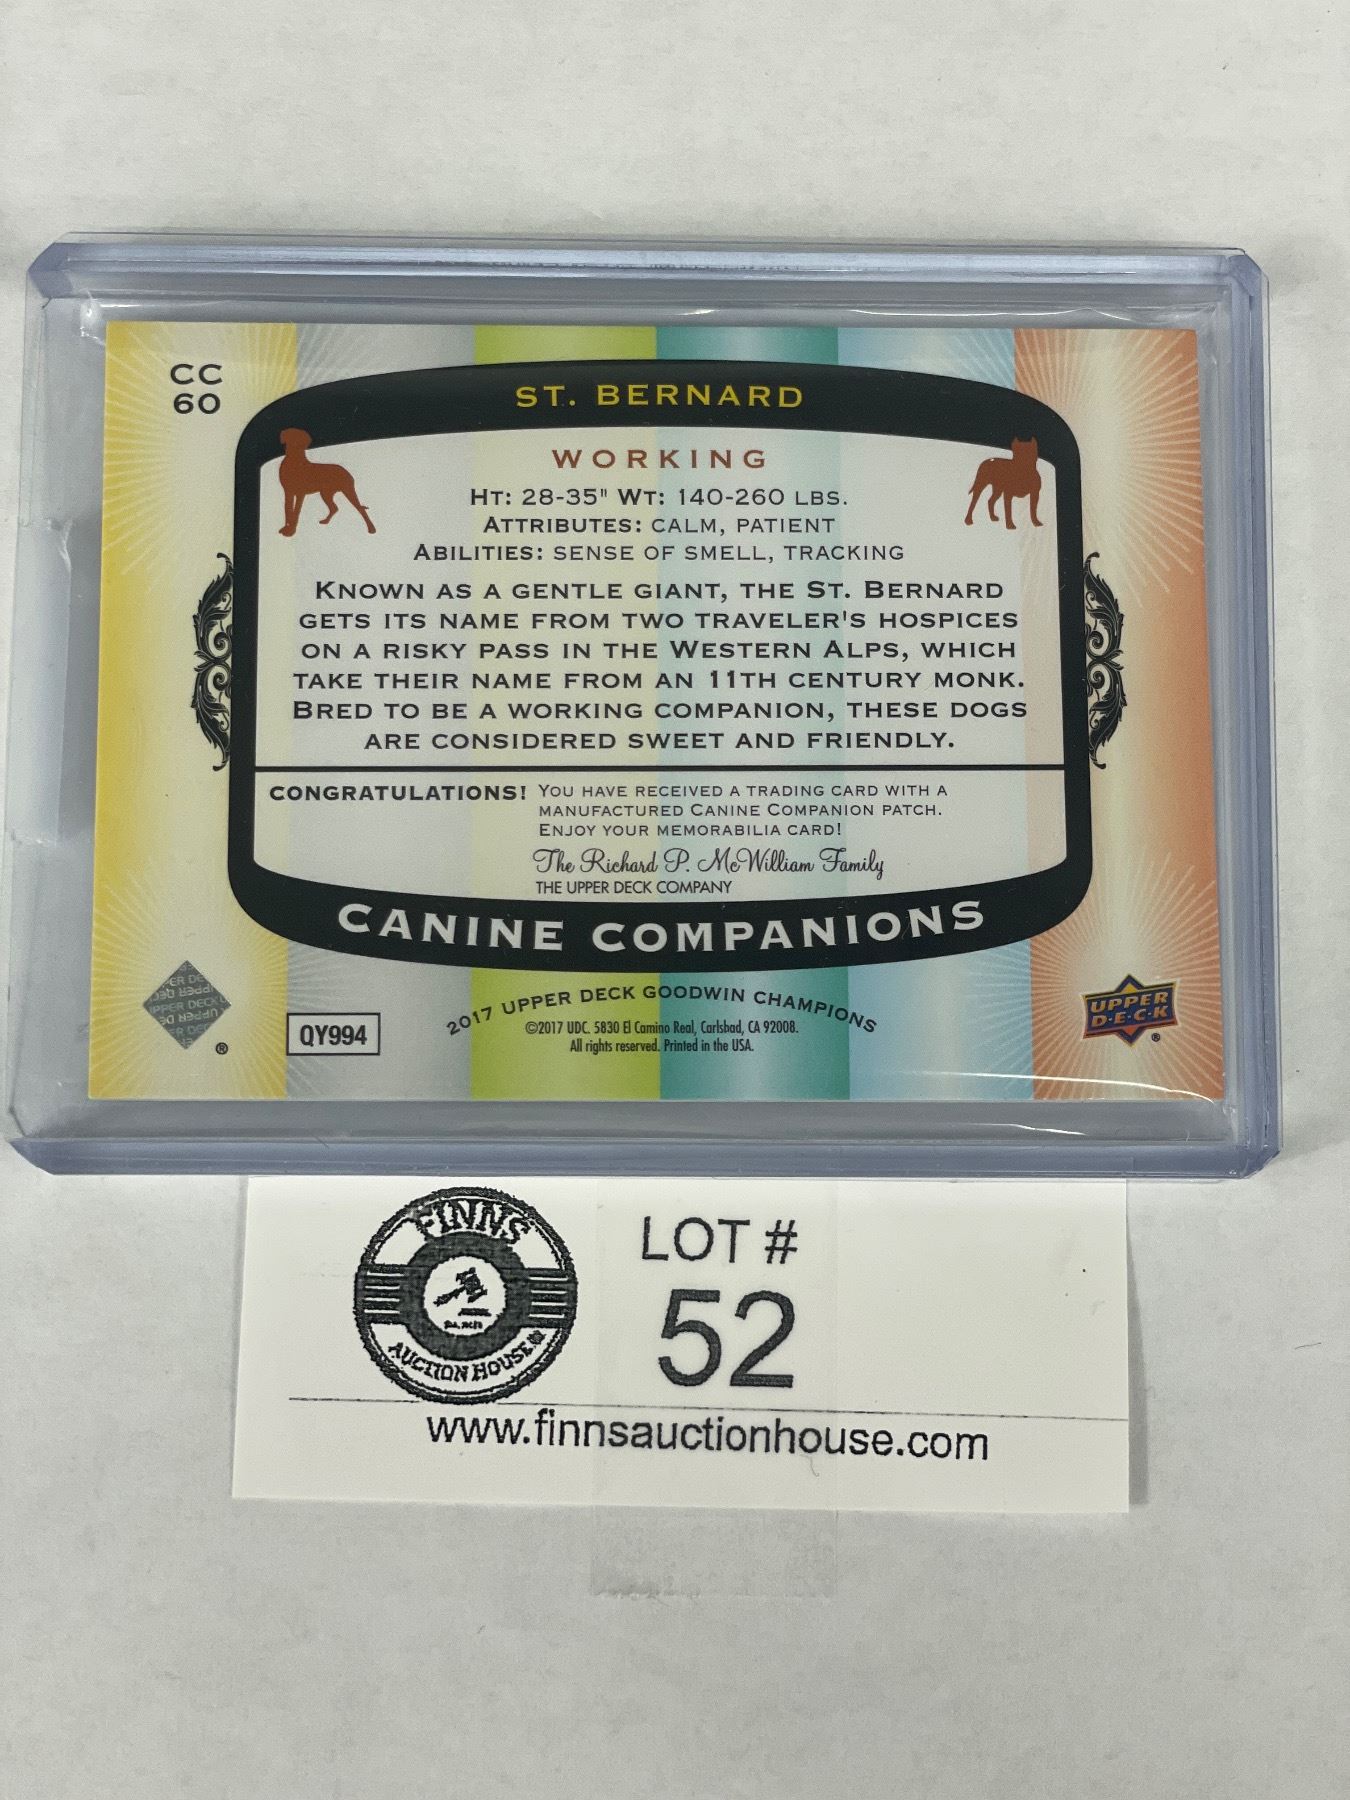 CC
60
ST. BERNARD
WORKING
HT: 28-35" WT: 140-260 LBS.
ATTRIBUTES: CALM, PATIENT
ABILITIES: SENSE OF SMELL, TRACKING
KNOWN AS A GENTLE GIANT, THE ST. BERNARD
GETS ITS NAME FROM TWO TRAVELER'S HOSPICES
ON A RISKY PASS IN THE WESTERN ALPS, WHICH
TAKE THEIR NAME FROM AN 11TH CENTURY MONK.
BRED TO BE A WORKING COMPANION, THESE DOGS
ARE CONSIDERED SWEET AND FRIENDLY.
CONGRATULATIONS! YOU HAVE RECEIVED A TRADING CARD WITH A
MANUFACTURED CANINE COMPANION PATCH.
ENJOY YOUR MEMORABILIA CARD!
The Richard P. McWilliam Family
THE UPPER DECK COMPANY
CANINE COMPANIONS
2017 UPPER DECK GOODWIN CHAMPIONS
©2017 UDC. 5830 El Camino Real, Carlsbad, CA 92008.
All rights reserved. Printed in the USA.
QY994
®
UPPER
D·E·C·K
®
FINNS
AUCTION HOUSE
LOT #
52
www.finnsauctionhouse.com